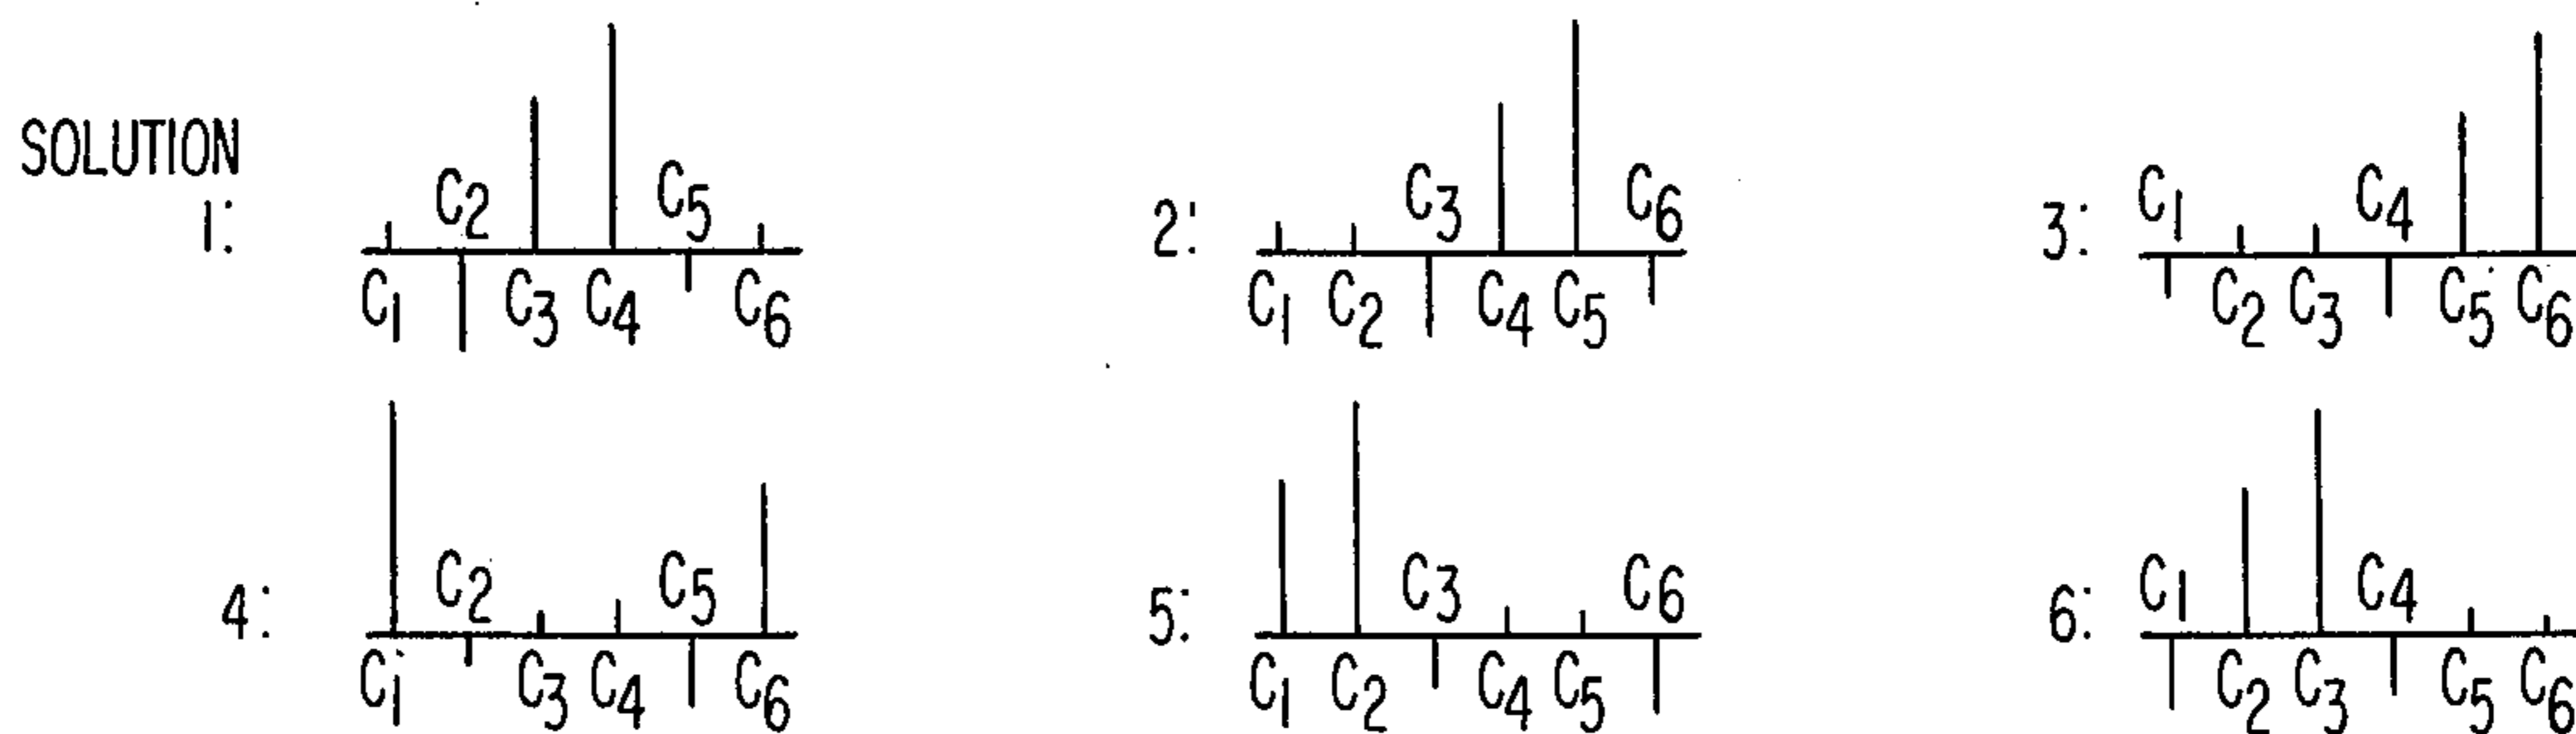 SOLUTION
1: C2 C5
C1 C3 C4 C6
2: C3 C6
C1 C2 C4 C5
3: C1 C4
C2 C3 C5 C6
4: C2 C5
C1 C3 C4 C6
5: C3 C6
C1 C2 C4 C5
6: C1 C4
C2 C3 C5 C6